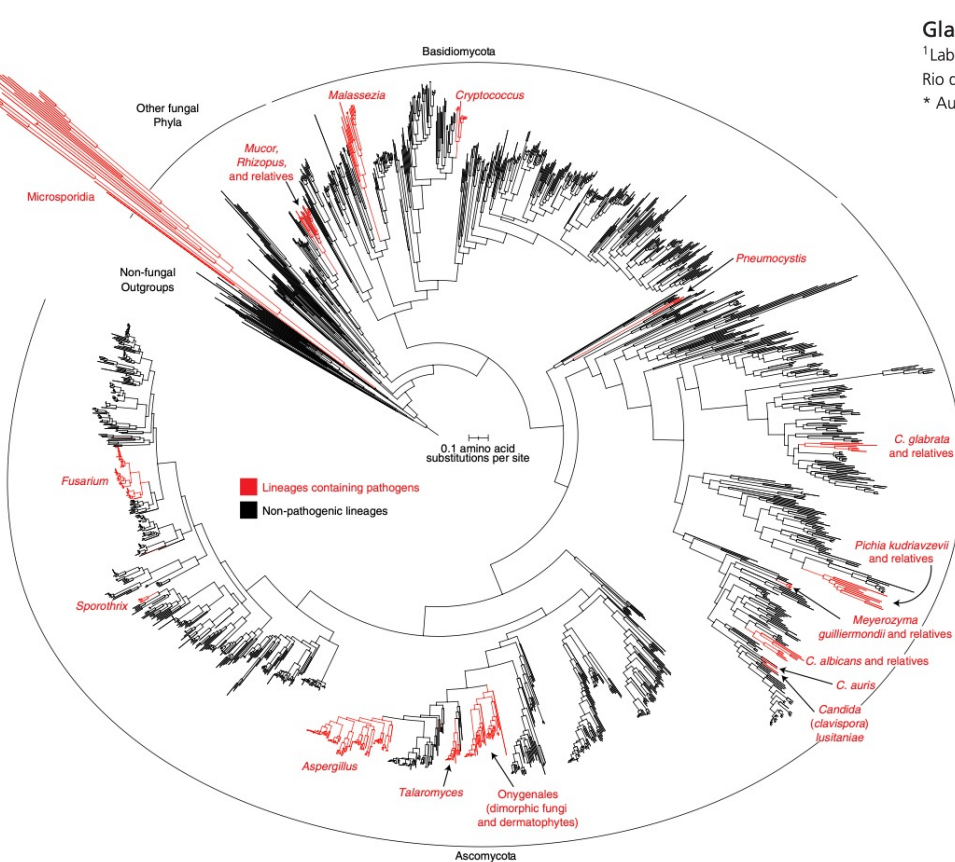 Gla
1Lab
Rio d
* Au
Basidiomycota
Other fungal
Phyla
Malassezia
Cryptococcus
Mucor,
Rhizopus,
and relatives
Microsporidia
Non-fungal
Outgroups
Pneumocystis
0.1 amino acid
substitutions per site
C. glabrata
and relatives
Fusarium
Lineages containing pathogens
Non-pathogenic lineages
Pichia kudriavzevii
and relatives
Sporothrix
Meyerozyma
guilliermondii and relatives
C. albicans and relatives
C. auris
Candida
(clavispora)
lusitaniae
Aspergillus
Talaromyces
Onygenales
(dimorphic fungi
and dermatophytes)
Ascomycota